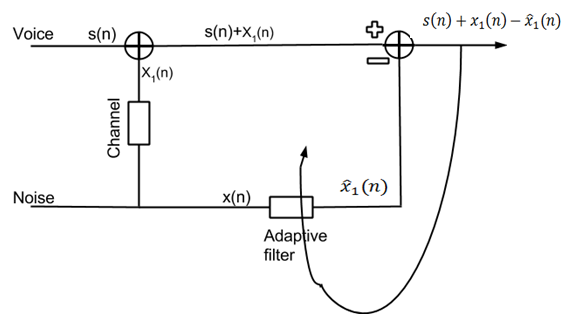 Voice
s(n)
s(n)+X₁(n)
s(n) + x₁(n) − x̂₁(n)
X₁(n)
Channel
Noise
x(n)
x̂₁(n)
Adaptive
filter